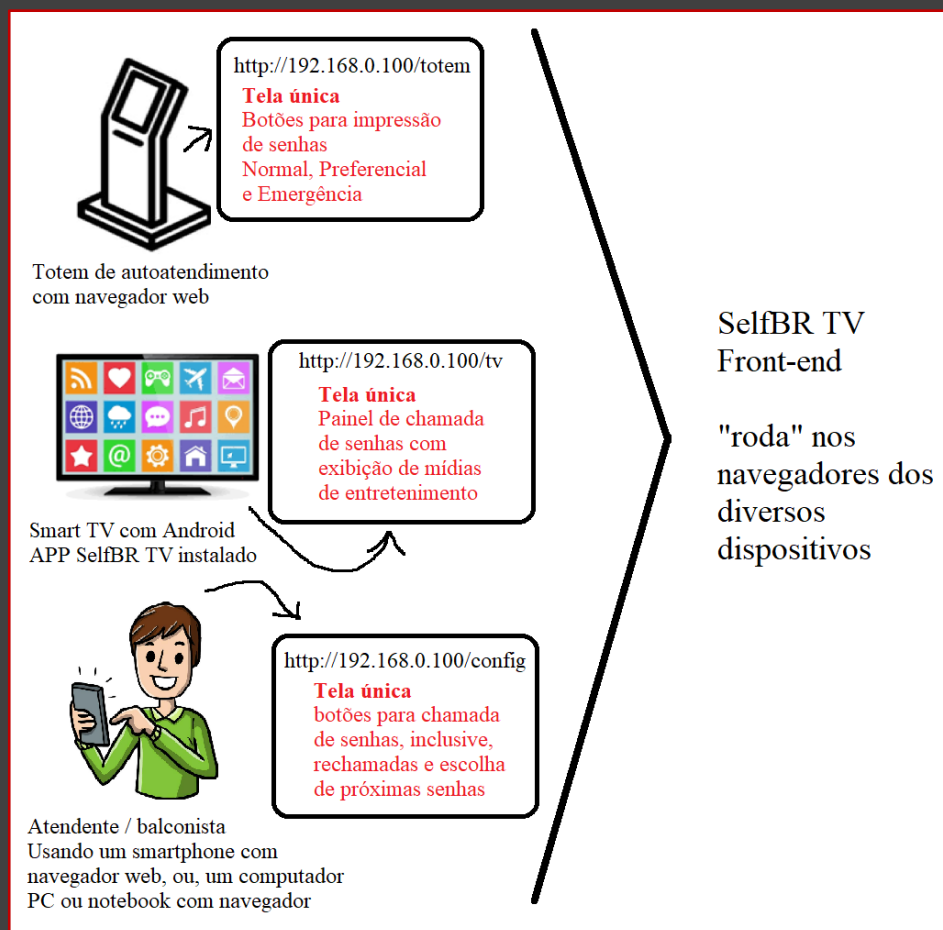 http://192.168.0.100/totem
Tela única
Botões para impressão
de senhas
Normal, Preferencial
e Emergência
Totem de autoatendimento
com navegador web
http://192.168.0.100/tv
Tela única
Painel de chamada
de senhas com
exibição de mídias
de entretenimento
@
Smart TV com Android
APP SelfBR TV instalado
http://192.168.0.100/config
Tela única
botões para chamada
de senhas, inclusive,
rechamadas e escolha
de próximas senhas
Atendente / balconista
Usando um smartphone com
navegador web, ou, um computador
PC ou notebook com navegador
SelfBR TV
Front-end
"roda" nos
navegadores dos
diversos
dispositivos